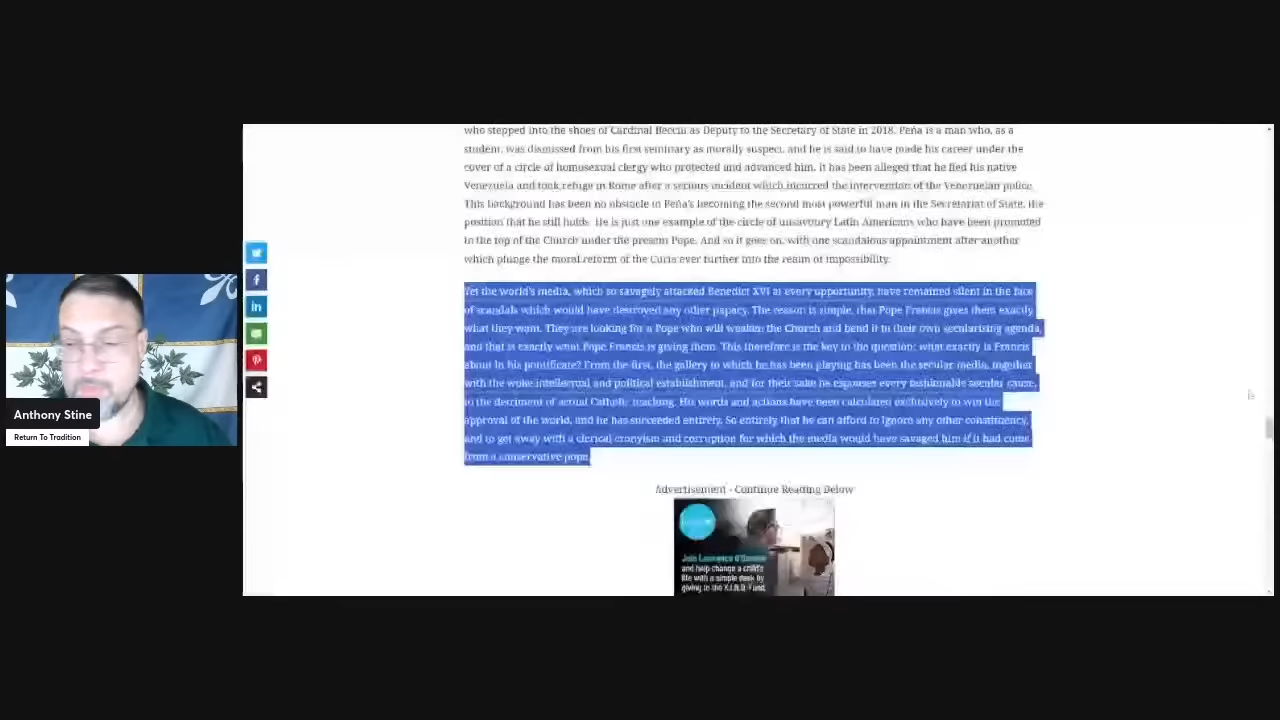 who stepped into the shoes of Cardinal Becciu as Deputy to the Secretary of State in 2018. Peña is a man who, as a
student, was dismissed from his first seminary as morally suspect, and he is said to have made his career under the
cover of a circle of homosexual clergy who protected and advanced him. It has been alleged that he fled his native
Venezuela and took refuge in Rome after a serious incident which incurred the intervention of the Venezuelan police.
This background has been no obstacle to Peña's becoming the second most powerful man in the Secretariat of State, the
position that he still holds. He is just one example of the circle of unsavoury Latin Americans who have been promoted
to the top of the Church under the present Pope. And so it goes on, with one scandalous appointment after another
which plunge the moral reform of the Curia ever further into the realm of impossibility.
Yet the world's media, which so savagely attacked Benedict XVI at every opportunity, have remained silent in the face
of scandals which would have destroyed any other papacy. The reason is simple, that Pope Francis gives them exactly
what they want. They are looking for a Pope who will weaken the Church and bend it to their own secularising agenda,
and that is exactly what Pope Francis is giving them. This therefore is the key to the question: what exactly is Francis
about in his pontificate? From the first, the gallery to which he has been playing has been the secular media, together
with the woke intellectual and political establishment, and for their sake he espouses every fashionable secular cause,
to the detriment of actual Catholic teaching. His words and actions have been calculated exclusively to win the
approval of the world, and he has succeeded entirely. So entirely that he can afford to ignore any other constituency,
and to get away with a clerical cronyism and corruption for which the media would have savaged him if it had come
from a conservative pope.
Advertisement - Continue Reading Below
Join Lawrence O'Donnell
and help change a child's
life with a simple desk by
giving to the K.I.N.D. Fund.
Anthony Stine
Return To Tradition